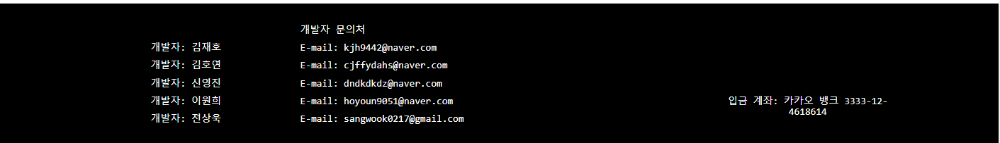 개발자 문의처
개발자: 김재호 E-mail: kjh9442@naver.com
개발자: 김호연 E-mail: cjffydahs@naver.com
개발자: 신영진 E-mail: dndkdkdz@naver.com
개발자: 이원희 E-mail: hoyoun9051@naver.com
개발자: 전상욱 E-mail: sangwook0217@gmail.com
입금 계좌: 카카오 뱅크 3333-12-
4618614